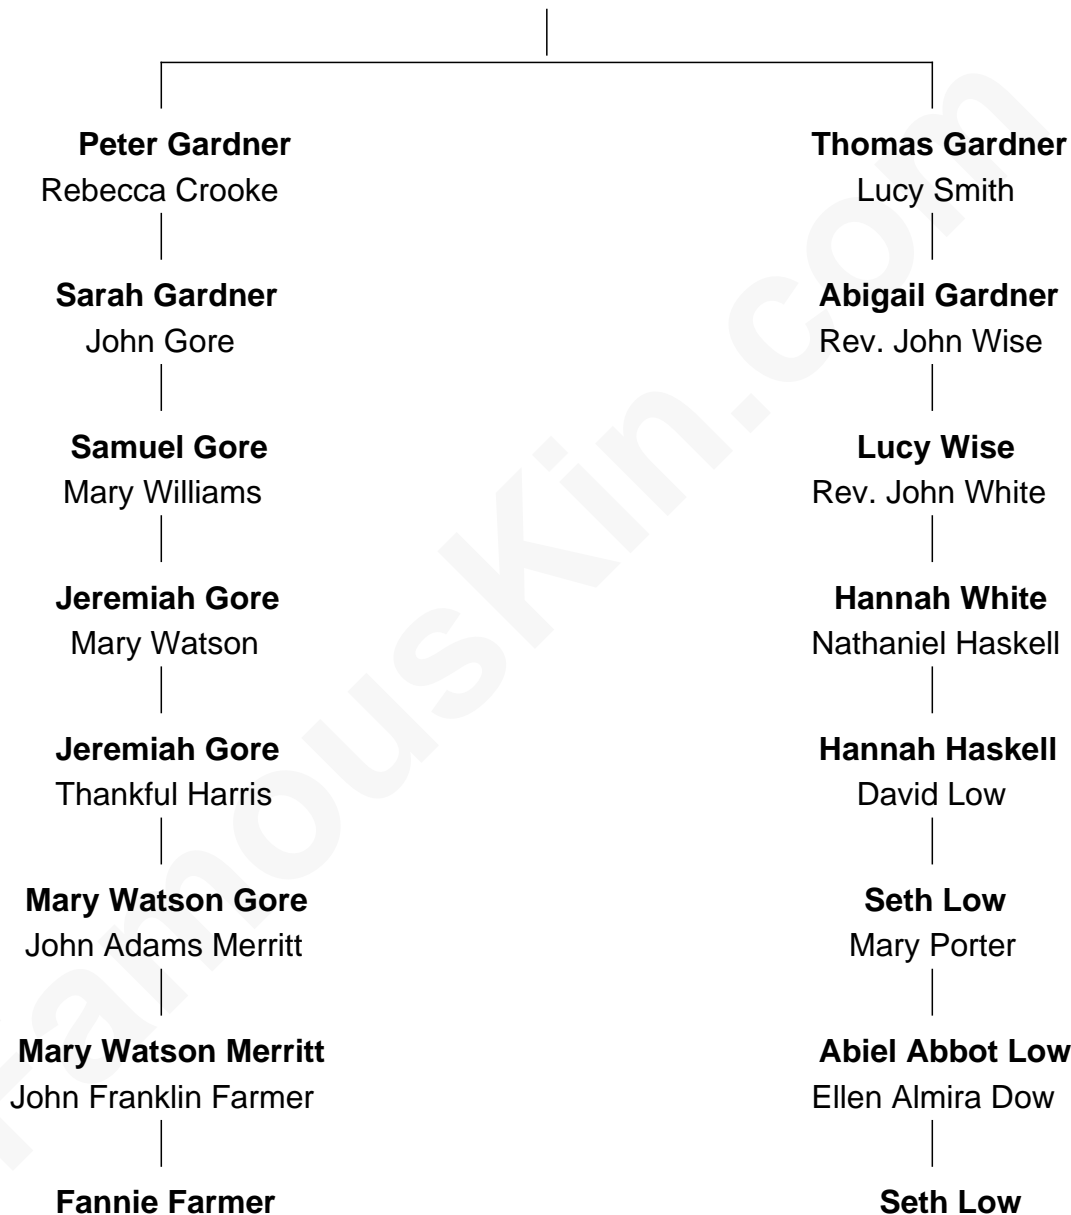 Peter Gardner
Rebecca Crooke
Sarah Gardner
John Gore
Samuel Gore
Mary Williams
Jeremiah Gore
Mary Watson
Jeremiah Gore
Thankful Harris
Mary Watson Gore
John Adams Merritt
Mary Watson Merritt
John Franklin Farmer
Fannie Farmer
Thomas Gardner
Lucy Smith
Abigail Gardner
Rev. John Wise
Lucy Wise
Rev. John White
Hannah White
Nathaniel Haskell
Hannah Haskell
David Low
Seth Low
Mary Porter
Abiel Abbot Low
Ellen Almira Dow
Seth Low
FamousKin.com